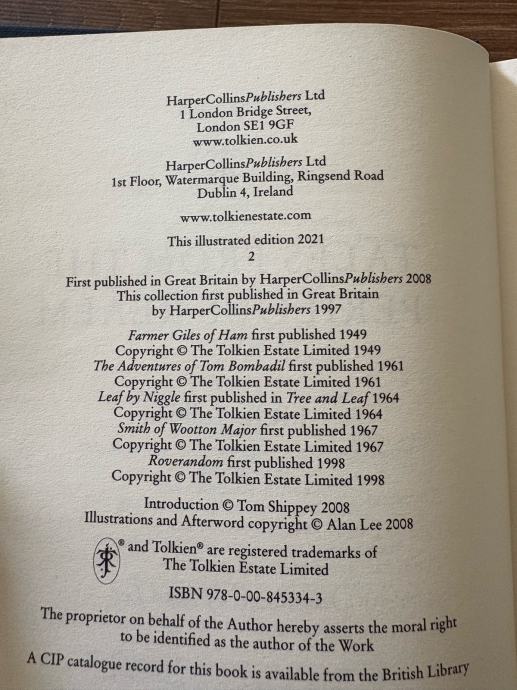 HarperCollinsPublishers Ltd
1 London Bridge Street,
London SE1 9GF
www.tolkien.co.uk
HarperCollinsPublishers Ltd
1st Floor, Watermarque Building, Ringsend Road
Dublin 4, Ireland
www.tolkienestate.com
This illustrated edition 2021
2
First published in Great Britain by HarperCollinsPublishers 2008
This collection first published in Great Britain
by HarperCollinsPublishers 1997
Farmer Giles of Ham first published 1949
Copyright © The Tolkien Estate Limited 1949
The Adventures of Tom Bombadil first published 1961
Copyright © The Tolkien Estate Limited 1961
Leaf by Niggle first published in Tree and Leaf 1964
Copyright © The Tolkien Estate Limited 1964
Smith of Wootton Major first published 1967
Copyright © The Tolkien Estate Limited 1967
Roverandom first published 1998
Copyright © The Tolkien Estate Limited 1998
Introduction © Tom Shippey 2008
Illustrations and Afterword copyright © Alan Lee 2008
® and Tolkien® are registered trademarks of
The Tolkien Estate Limited
ISBN 978-0-00-845334-3
The proprietor on behalf of the Author hereby asserts the moral right
to be identified as the author of the Work
A CIP catalogue record for this book is available from the British Library